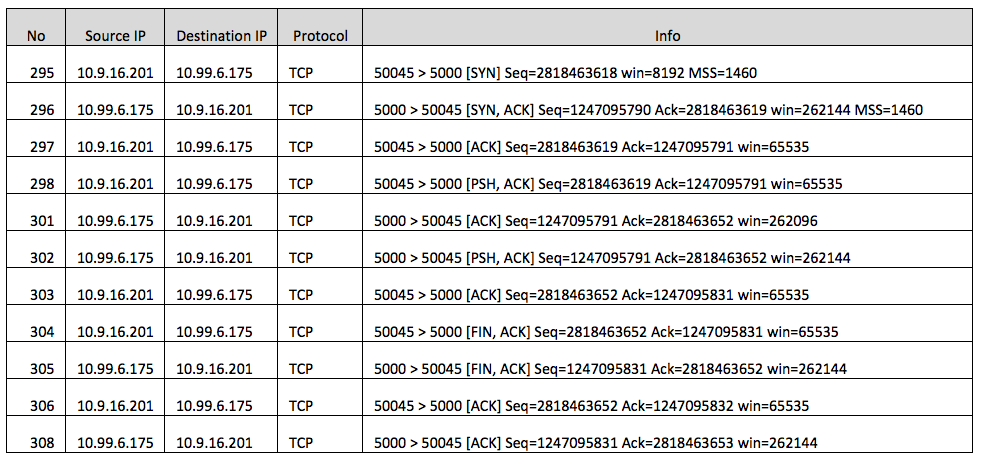 No Source IP Destination IP Protocol Info
295 10.9.16.201 10.99.6.175 TCP 50045 > 5000 [SYN] Seq=2818463618 win=8192 MSS=1460
296 10.99.6.175 10.9.16.201 TCP 5000 > 50045 [SYN, ACK] Seq=1247095790 Ack=2818463619 win=262144 MSS=1460
297 10.9.16.201 10.99.6.175 TCP 50045 > 5000 [ACK] Seq=2818463619 Ack=1247095791 win=65535
298 10.9.16.201 10.99.6.175 TCP 50045 > 5000 [PSH, ACK] Seq=2818463619 Ack=1247095791 win=65535
301 10.99.6.175 10.9.16.201 TCP 5000 > 50045 [ACK] Seq=1247095791 Ack=2818463652 win=262096
302 10.99.6.175 10.9.16.201 TCP 5000 > 50045 [PSH, ACK] Seq=1247095791 Ack=2818463652 win=262144
303 10.9.16.201 10.99.6.175 TCP 50045 > 5000 [ACK] Seq=2818463652 Ack=1247095831 win=65535
304 10.9.16.201 10.99.6.175 TCP 50045 > 5000 [FIN, ACK] Seq=2818463652 Ack=1247095831 win=65535
305 10.99.6.175 10.9.16.201 TCP 5000 > 50045 [FIN, ACK] Seq=1247095831 Ack=2818463652 win=262144
306 10.9.16.201 10.99.6.175 TCP 50045 > 5000 [ACK] Seq=2818463652 Ack=1247095832 win=65535
308 10.99.6.175 10.9.16.201 TCP 5000 > 50045 [ACK] Seq=1247095831 Ack=2818463653 win=262144